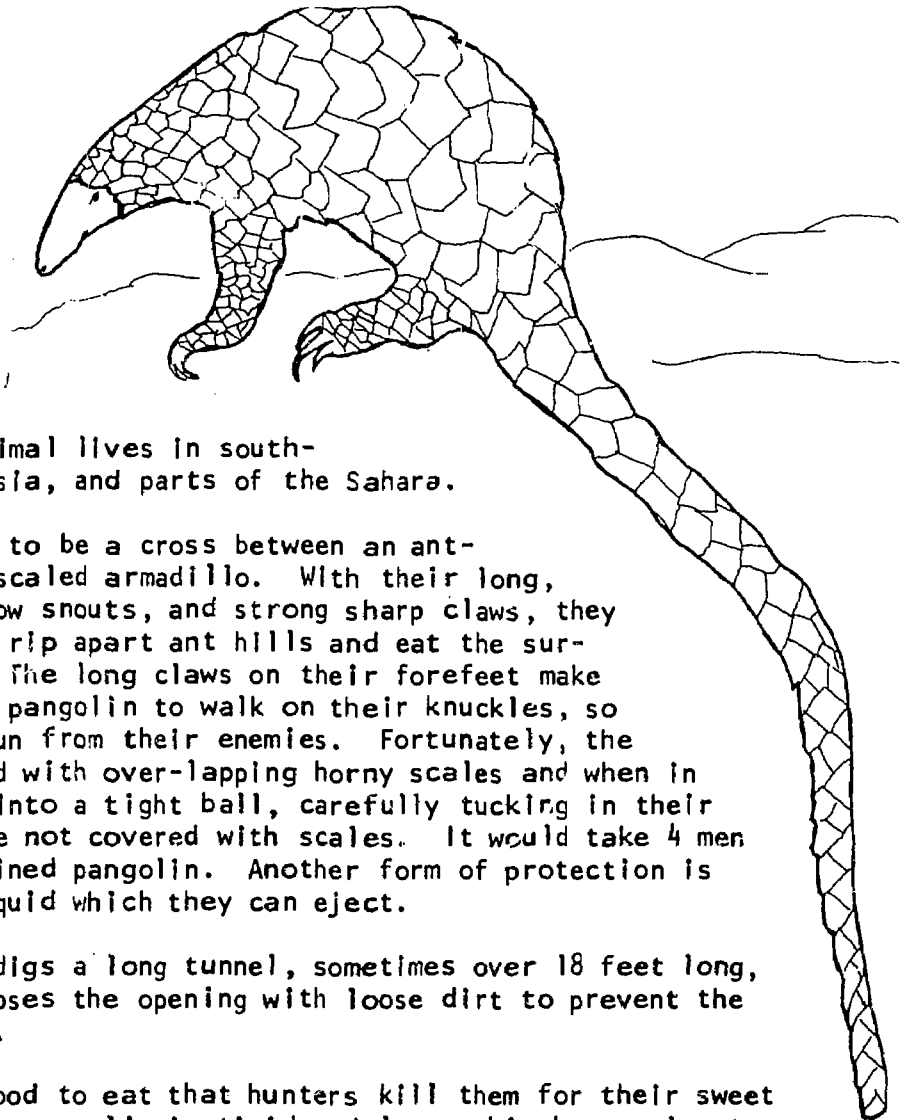 imal lives in south-
sia, and parts of the Sahara.
to be a cross between an ant-
scaled armadillo. With their long,
ow snouts, and strong sharp claws, they
rip apart ant hills and eat the sur-
The long claws on their forefeet make
pangolin to walk on their knuckles, so
un from their enemies. Fortunately, the
d with over-lapping horny scales and when in
into a tight ball, carefully tucking in their
e not covered with scales. It would take 4 men
ined pangolin. Another form of protection is
quid which they can eject.
digs a long tunnel, sometimes over 18 feet long,
oses the opening with loose dirt to prevent the
ood to eat that hunters kill them for their sweet